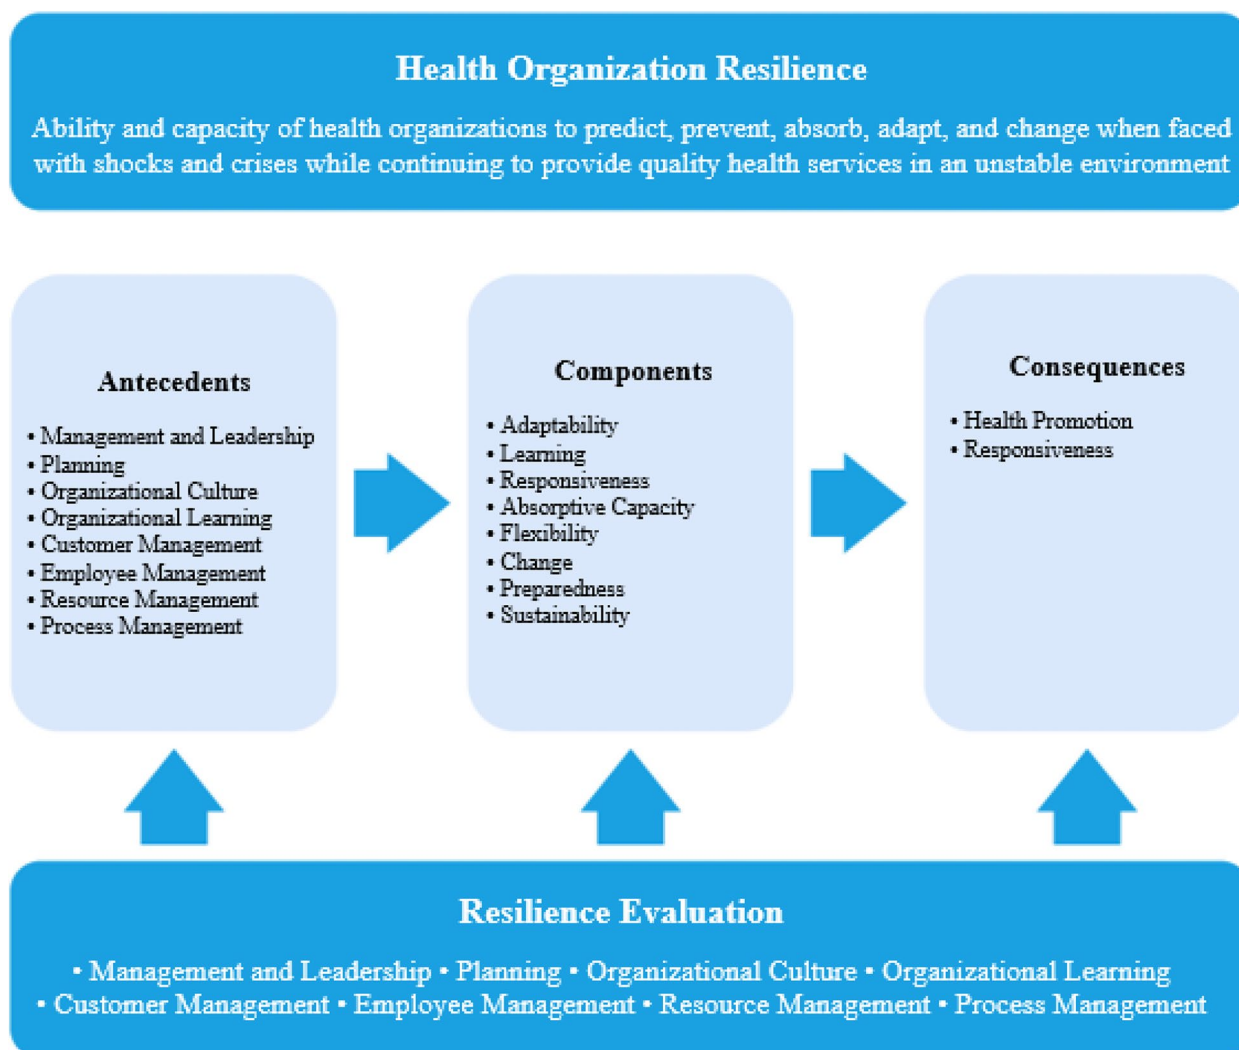 Health Organization Resilience
Ability and capacity of health organizations to predict, prevent, absorb, adapt, and change when faced
with shocks and crises while continuing to provide quality health services in an unstable environment
Antecedents
• Management and Leadership
• Planning
• Organizational Culture
• Organizational Learning
• Customer Management
• Employee Management
• Resource Management
• Process Management
Components
• Adaptability
• Learning
• Responsiveness
• Absorptive Capacity
• Flexibility
• Change
• Preparedness
• Sustainability
Consequences
• Health Promotion
• Responsiveness
Resilience Evaluation
• Management and Leadership • Planning • Organizational Culture • Organizational Learning
• Customer Management • Employee Management • Resource Management • Process Management